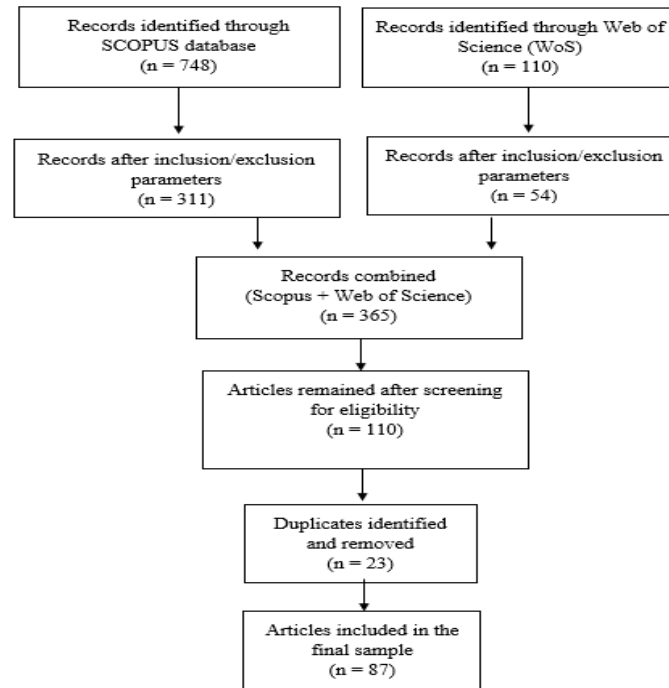 Records identified through
SCOPUS database
(n = 748)
Records identified through Web of
Science (WoS)
(n = 110)
Records after inclusion/exclusion
parameters
(n = 311)
Records after inclusion/exclusion
parameters
(n = 54)
Records combined
(Scopus + Web of Science)
(n = 365)
Articles remained after screening
for eligibility
(n = 110)
Duplicates identified
and removed
(n = 23)
Articles included in the
final sample
(n = 87)